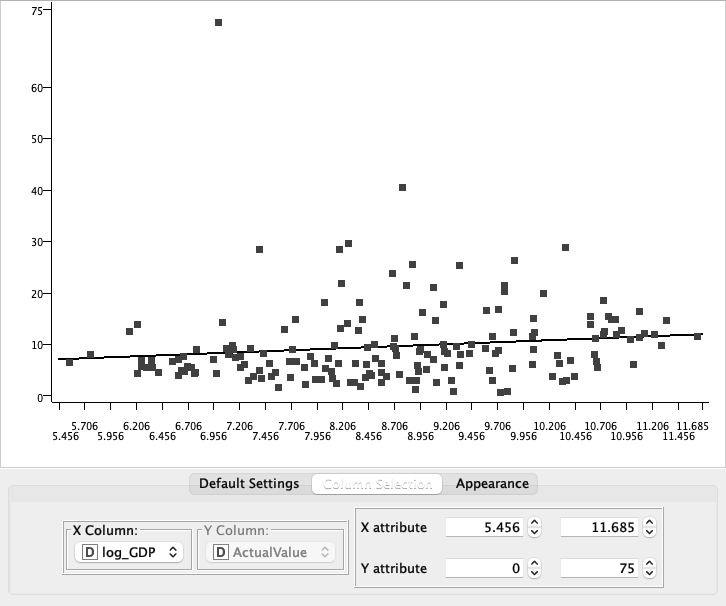 75
60
50
40
30
20
10
0
5.706 6.206 6.706 7.206 7.706 8.206 8.706 9.206 9.706 10.206 10.706 11.206 11.685
5.456 5.956 6.456 6.956 7.456 7.956 8.456 8.956 9.456 9.956 10.456 10.956 11.456
Default Settings Column Selection Appearance
X Column: Y Column:
D log_GDP D ActualValue
X attribute 5.456 11.685
Y attribute 0 75